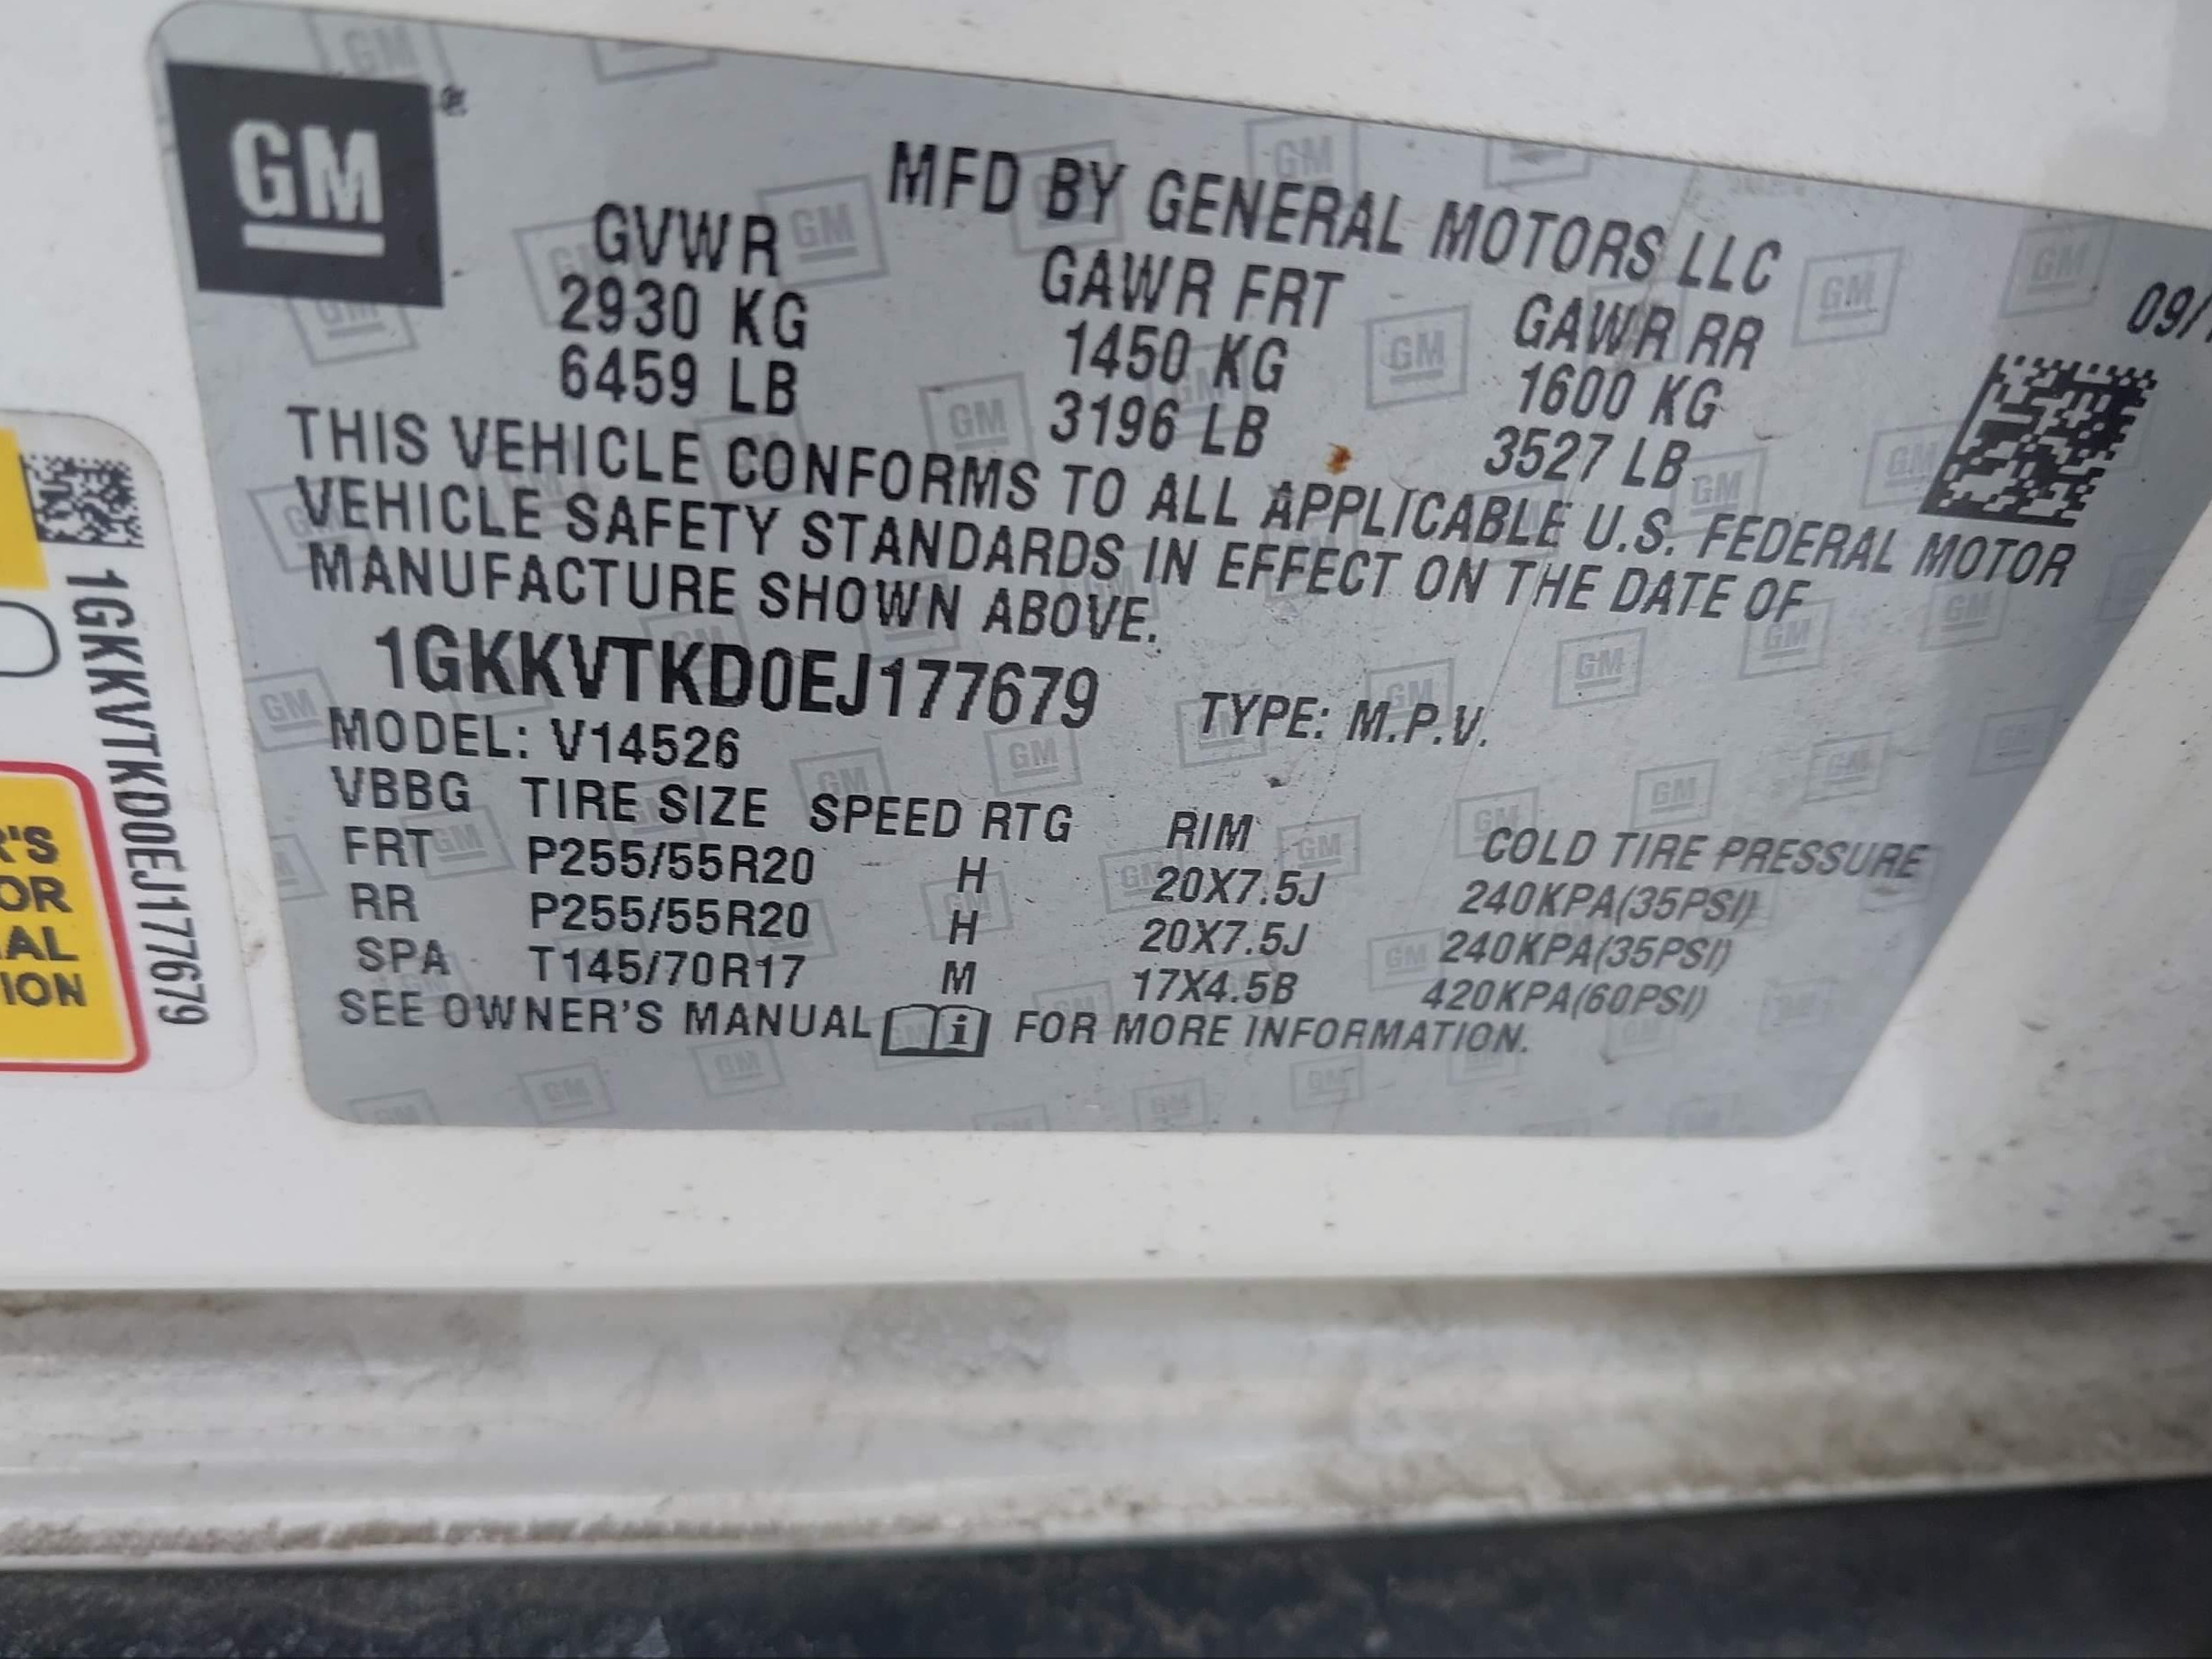 GM
MFD BY GENERAL MOTORS LLC
GVWR GAWR FRT GAWR RR 09/
2930 KG 1450 KG 1600 KG
6459 LB 3196 LB 3527 LB
THIS VEHICLE CONFORMS TO ALL APPLICABLE U.S. FEDERAL MOTOR
VEHICLE SAFETY STANDARDS IN EFFECT ON THE DATE OF
MANUFACTURE SHOWN ABOVE.
1GKKVTKD0EJ177679 TYPE: M.P.V.
MODEL: V14526
VBBG TIRE SIZE SPEED RTG RIM COLD TIRE PRESSURE
FRT P255/55R20 H 20X7.5J 240KPA(35PSI)
RR P255/55R20 H 20X7.5J 240KPA(35PSI)
SPA T145/70R17 M 17X4.5B 420KPA(60PSI)
SEE OWNER'S MANUAL i FOR MORE INFORMATION.
1GKKVTKD0EJ177679
R'S
OR
AL
ION